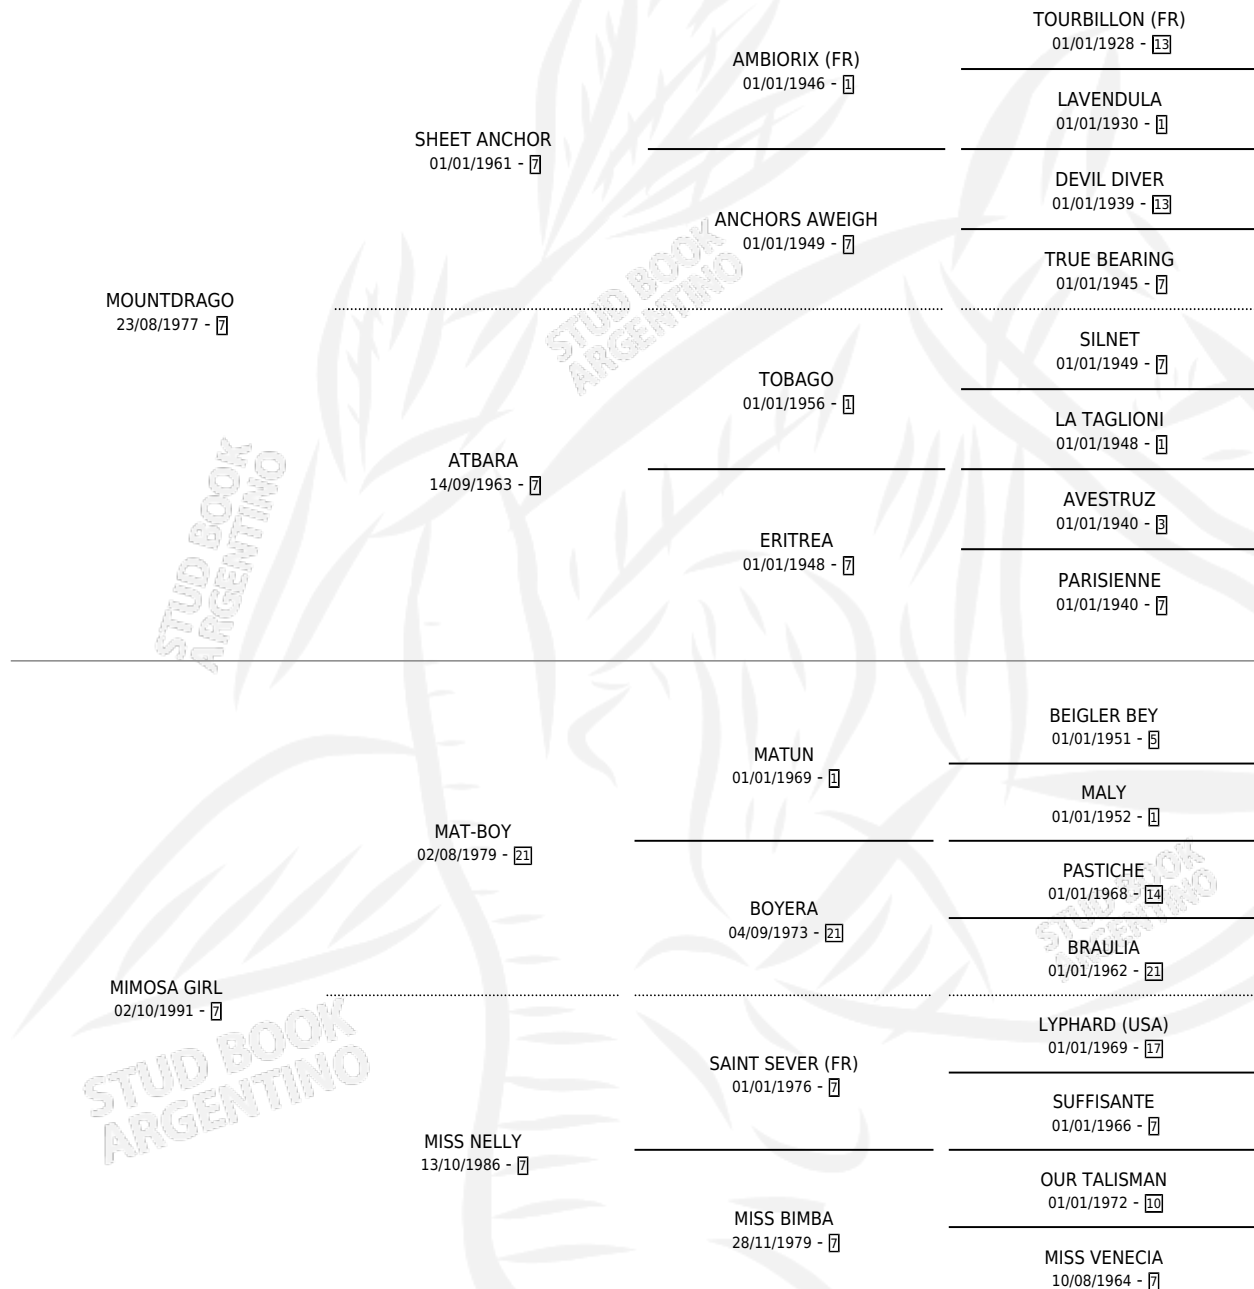 TOURBILLON (FR)
01/01/1928 - 13
AMBIORIX (FR)
01/01/1946 - 1
LAVENDULA
01/01/1930 - 1
SHEET ANCHOR
01/01/1961 - 7
DEVIL DIVER
01/01/1939 - 13
ANCHORS AWEIGH
01/01/1949 - 7
TRUE BEARING
01/01/1945 - 7
MOUNTDRAGO
23/08/1977 - 7
STUD BOOK
ARGENTINO
SILNET
01/01/1949 - 7
TOBAGO
01/01/1956 - 1
LA TAGLIONI
01/01/1948 - 1
ATBARA
14/09/1963 - 7
AVESTRUZ
01/01/1940 - 3
ERITREA
01/01/1948 - 7
PARISIENNE
01/01/1940 - 7
STUD BOOK
ARGENTINO
BEIGLER BEY
01/01/1951 - 5
MATUN
01/01/1969 - 1
MALY
01/01/1952 - 1
MAT-BOY
02/08/1979 - 21
PASTICHE
01/01/1968 - 14
BOYERA
04/09/1973 - 21
BRAULIA
01/01/1962 - 21
STUD BOOK
ARGENTINO
MIMOSA GIRL
02/10/1991 - 7
LYPHARD (USA)
01/01/1969 - 17
SAINT SEVER (FR)
01/01/1976 - 7
SUFFISANTE
01/01/1966 - 7
STUD BOOK
ARGENTINO
MISS NELLY
13/10/1986 - 7
OUR TALISMAN
01/01/1972 - 10
MISS BIMBA
28/11/1979 - 7
MISS VENECIA
10/08/1964 - 7